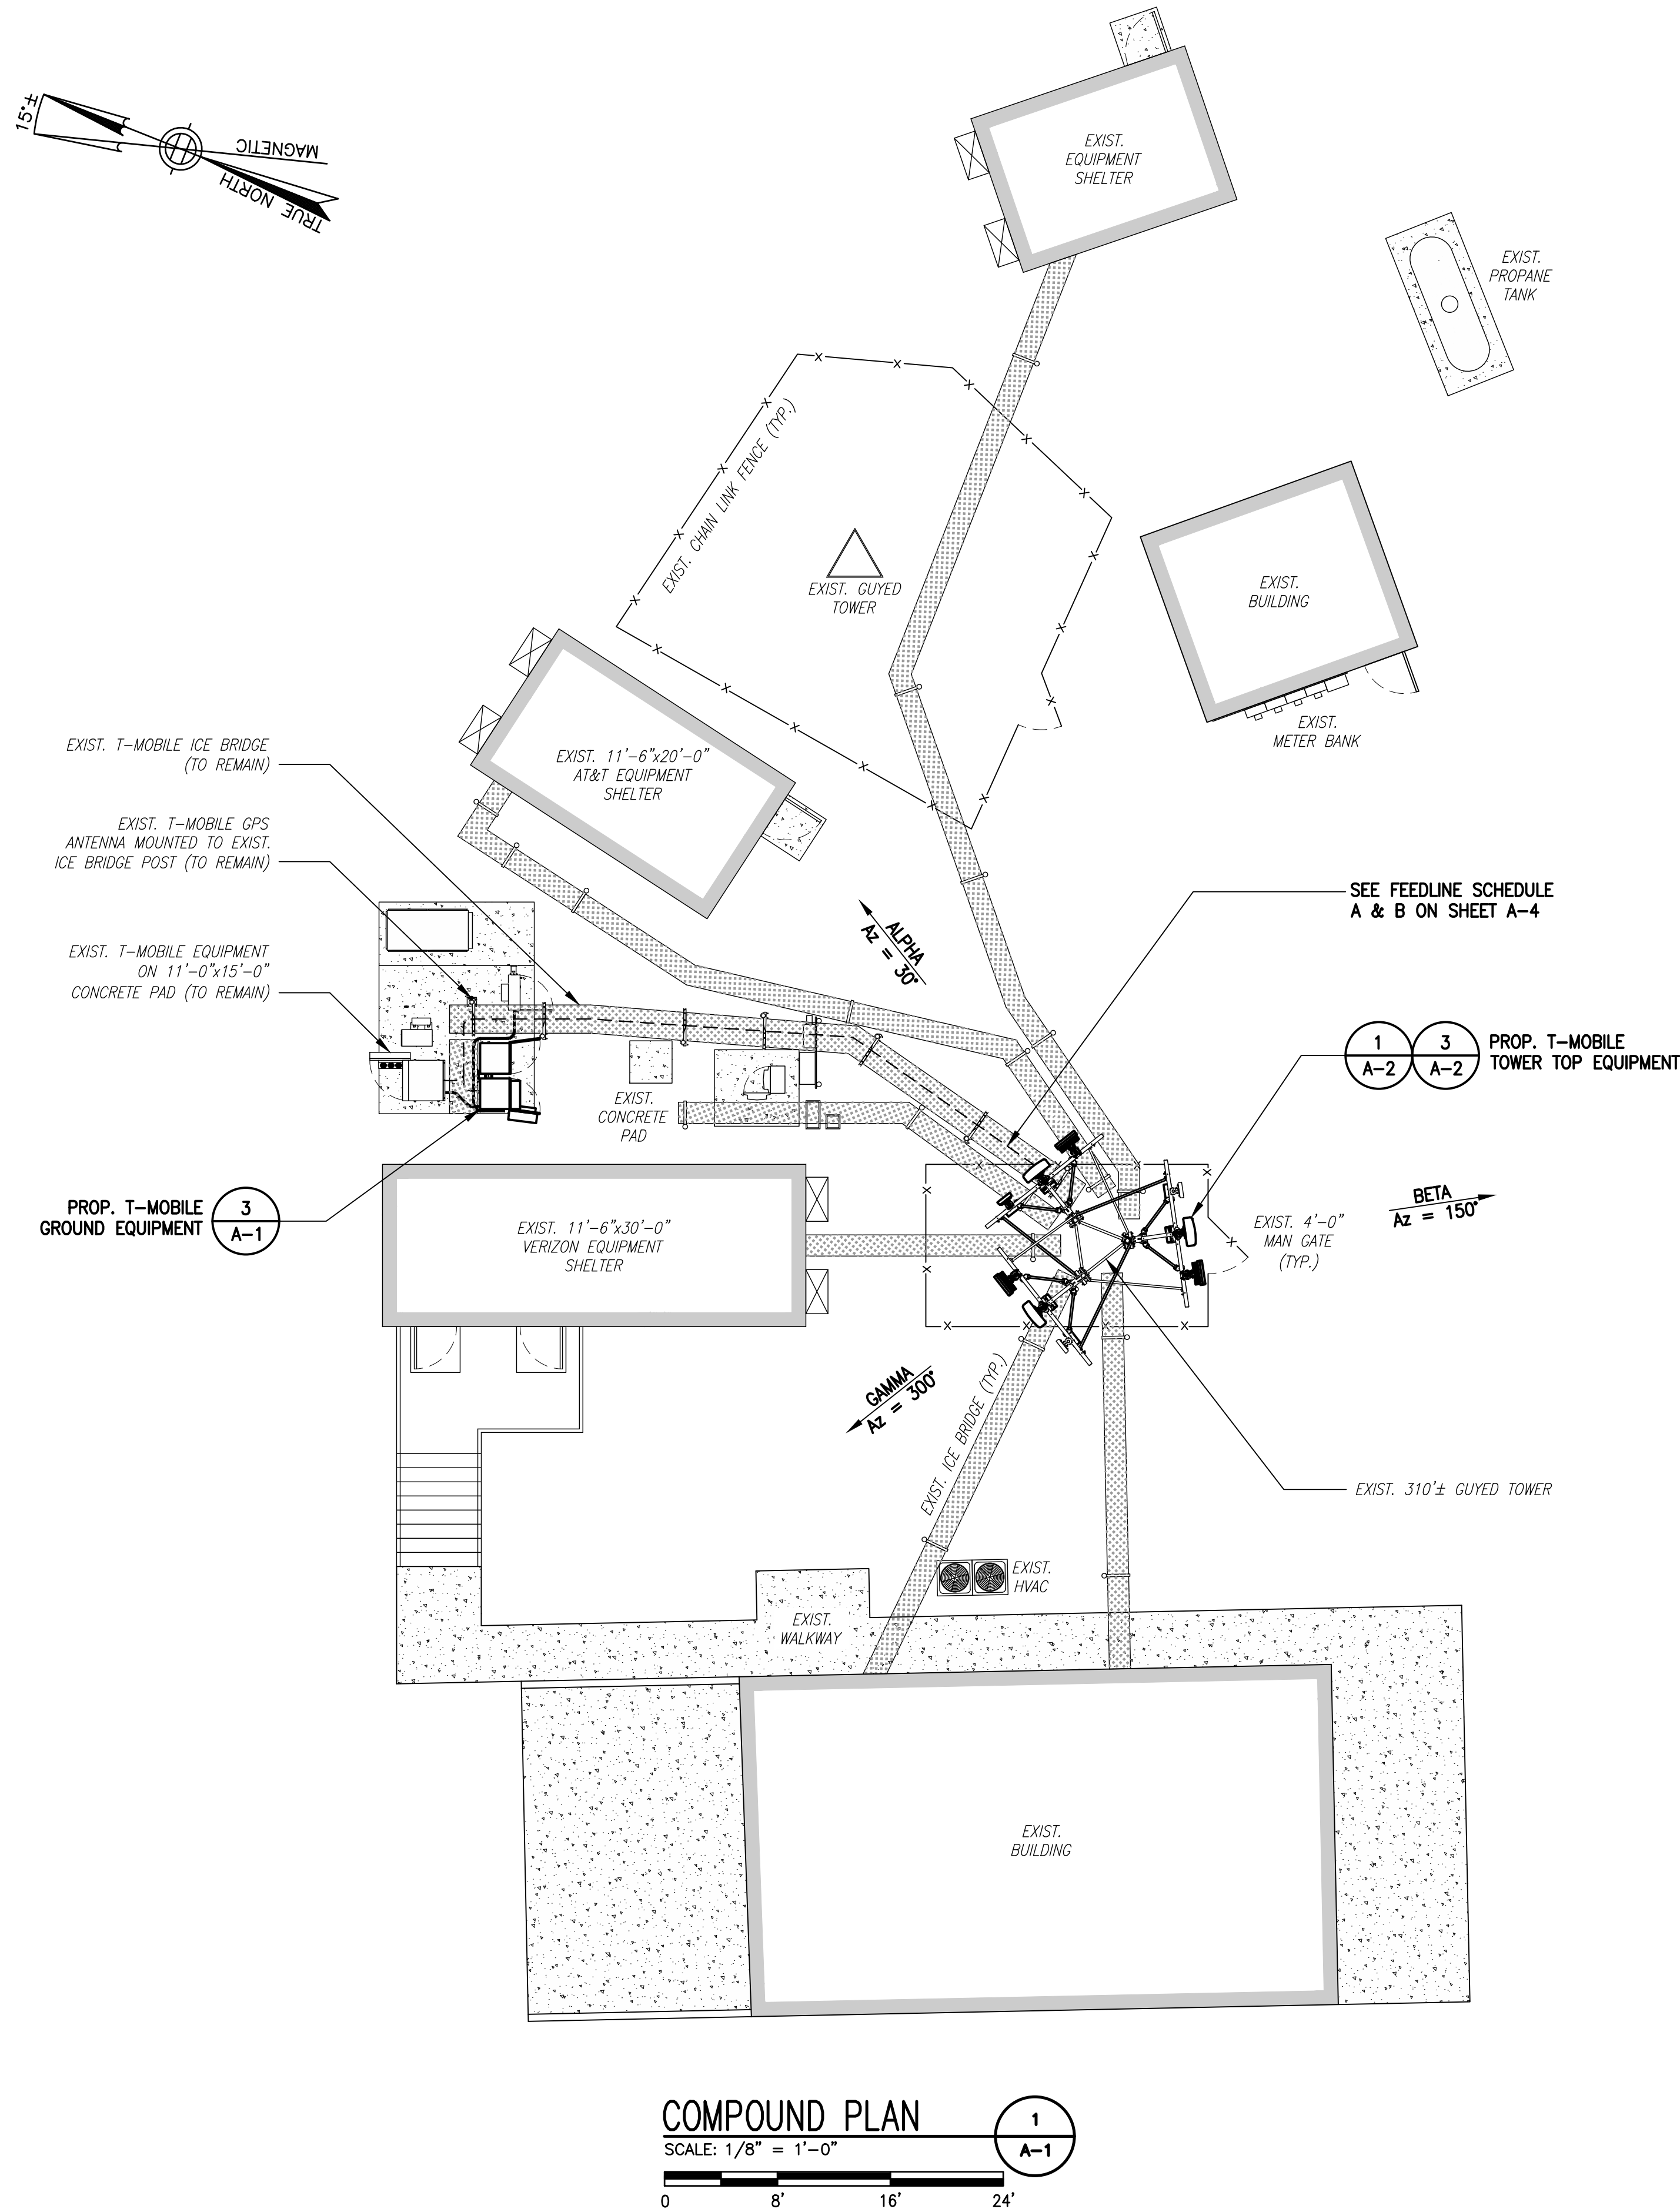 15°±
MAGNETIC
TRUE NORTH
EXIST.
EQUIPMENT
SHELTER
EXIST.
PROPANE
TANK
EXIST. CHAIN LINK FENCE (TYP.)
EXIST. GUYED
TOWER
EXIST.
BUILDING
EXIST.
METER BANK
EXIST. T-MOBILE ICE BRIDGE
(TO REMAIN)
EXIST. 11'-6"x20'-0"
AT&T EQUIPMENT
SHELTER
EXIST. T-MOBILE GPS
ANTENNA MOUNTED TO EXIST.
ICE BRIDGE POST (TO REMAIN)
SEE FEEDLINE SCHEDULE
A & B ON SHEET A-4
ALPHA
Az = 30°
EXIST. T-MOBILE EQUIPMENT
ON 11'-0"x15'-0"
CONCRETE PAD (TO REMAIN)
1
A-2
3
A-2
PROP. T-MOBILE
TOWER TOP EQUIPMENT
EXIST.
CONCRETE
PAD
PROP. T-MOBILE
GROUND EQUIPMENT
3
A-1
EXIST. 11'-6"x30'-0"
VERIZON EQUIPMENT
SHELTER
BETA
Az = 150°
EXIST. 4'-0"
MAN GATE
(TYP.)
GAMMA
Az = 300°
EXIST. ICE BRIDGE (TYP.)
EXIST. 310'± GUYED TOWER
EXIST.
HVAC
EXIST.
WALKWAY
EXIST.
BUILDING
COMPOUND PLAN
SCALE: 1/8" = 1'-0"
1
A-1
0 8' 16' 24'